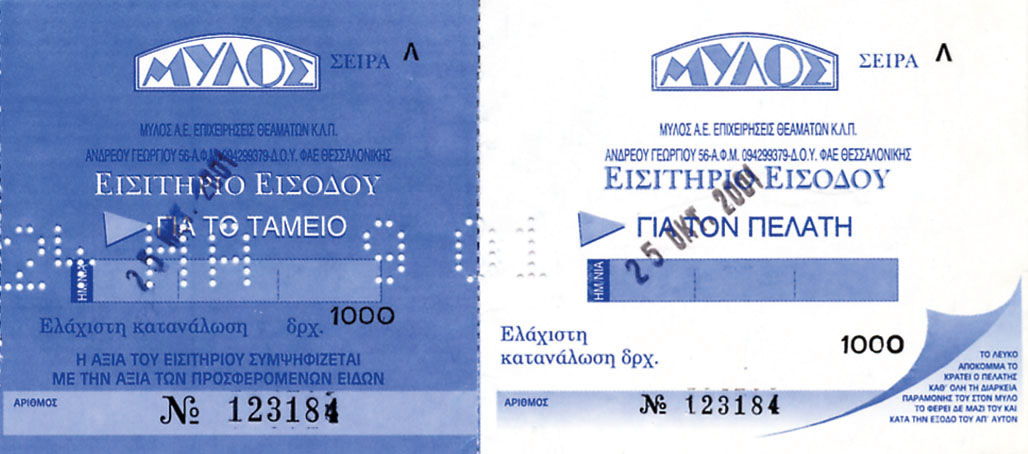 ΜΥΛΟΣ
ΣΕΙΡΑ Λ
ΜΥΛΟΣ Α.Ε. ΕΠΙΧΕΙΡΗΣΕΙΣ ΘΕΑΜΑΤΩΝ Κ.Λ.Π.
ΑΝΔΡΕΟΥ ΓΕΩΡΓΙΟΥ 56-Α.Φ.Μ. 094299379-Δ.Ο.Υ. ΦΑΕ ΘΕΣΣΑΛΟΝΙΚΗΣ
ΕΙΣΙΤΗΡΙΟ ΕΙΣΟΔΟΥ
ΓΙΑ ΤΟ ΤΑΜΕΙΟ
ΗΜ/ΝΙΑ
Ελάχιστη κατανάλωση δρχ. 1000
Η ΑΞΙΑ ΤΟΥ ΕΙΣΙΤΗΡΙΟΥ ΣΥΜΨΗΦΙΖΕΤΑΙ
ΜΕ ΤΗΝ ΑΞΙΑ ΤΩΝ ΠΡΟΣΦΕΡΟΜΕΝΩΝ ΕΙΔΩΝ
ΑΡΙΘΜΟΣ
№ 123184
ΜΥΛΟΣ
ΣΕΙΡΑ Λ
ΜΥΛΟΣ Α.Ε. ΕΠΙΧΕΙΡΗΣΕΙΣ ΘΕΑΜΑΤΩΝ Κ.Λ.Π.
ΑΝΔΡΕΟΥ ΓΕΩΡΓΙΟΥ 56-Α.Φ.Μ. 094299379-Δ.Ο.Υ. ΦΑΕ ΘΕΣΣΑΛΟΝΙΚΗΣ
ΕΙΣΙΤΗΡΙΟ ΕΙΣΟΔΟΥ
ΓΙΑ ΤΟΝ ΠΕΛΑΤΗ
25 ΟΚΤ. 2001
ΗΜ/ΝΙΑ
Ελάχιστη
κατανάλωση δρχ. 1000
ΤΟ ΛΕΥΚΟ
ΑΠΟΚΟΜΜΑ ΤΟ
ΚΡΑΤΕΙ Ο ΠΕΛΑΤΗΣ
ΚΑΘ' ΟΛΗ ΤΗ ΔΙΑΡΚΕΙΑ
ΠΑΡΑΜΟΝΗΣ ΤΟΥ ΣΤΟΝ ΜΥΛΟ
ΤΟ ΦΕΡΕΙ ΔΕ ΜΑΖΙ ΤΟΥ ΚΑΙ
ΚΑΤΑ ΤΗΝ ΕΞΟΔΟ ΤΟΥ ΑΠ' ΑΥΤΟΝ
ΑΡΙΘΜΟΣ
№ 123184